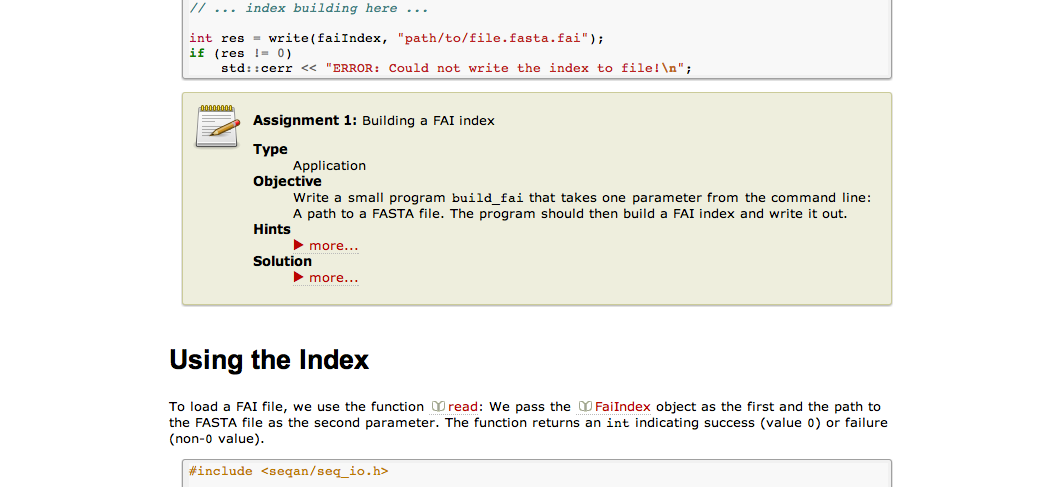 // ... index building here ...
int res = write(faiIndex, "path/to/file.fasta.fai");
if (res != 0)
std::cerr << "ERROR: Could not write the index to file!\n";
Assignment 1: Building a FAI index
Type
Application
Objective
Write a small program build_fai that takes one parameter from the command line:
A path to a FASTA file. The program should then build a FAI index and write it out.
Hints
▶ more...
Solution
▶ more...
Using the Index
To load a FAI file, we use the function read: We pass the FaiIndex object as the first and the path to
the FASTA file as the second parameter. The function returns an int indicating success (value 0) or failure
(non-0 value).
#include <seqan/seq_io.h>